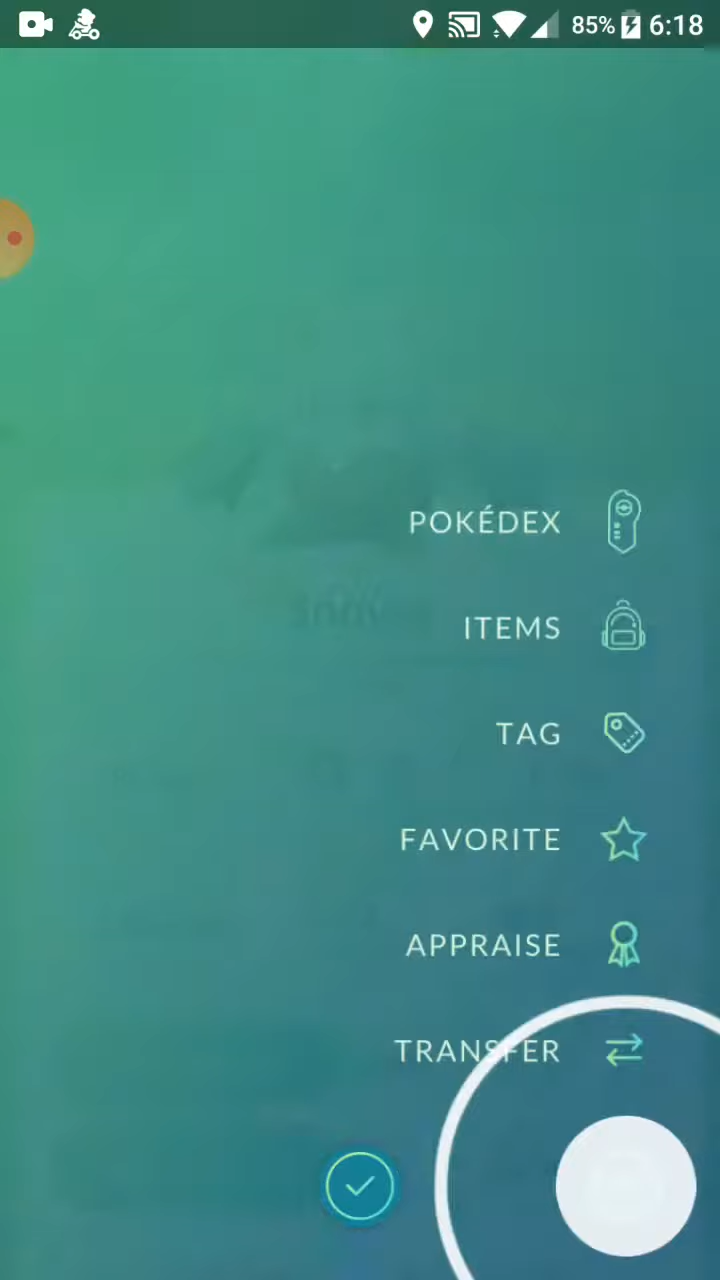 85% 6:18
POKÉDEX
ITEMS
TAG
FAVORITE
APPRAISE
TRANSFER